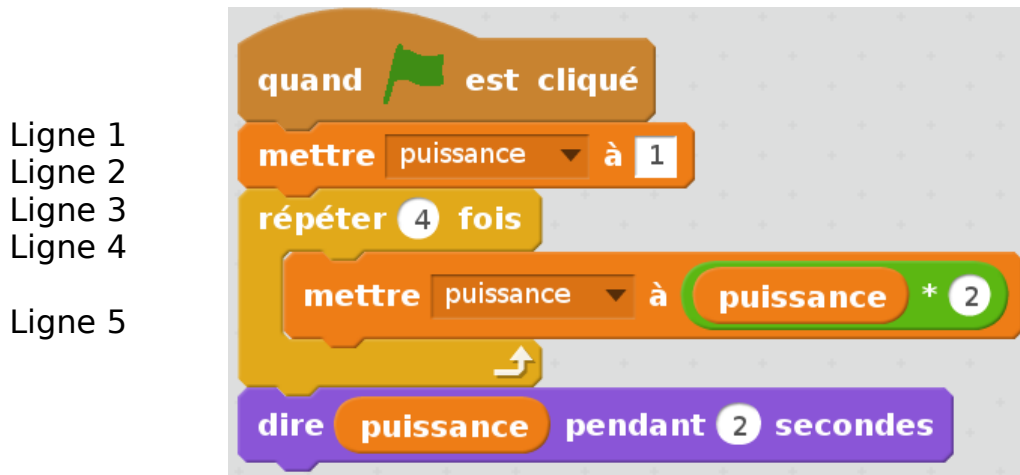 quand est cliqué
Ligne 1
mettre puissance à 1
Ligne 2
Ligne 3
répéter 4 fois
Ligne 4
mettre puissance à puissance * 2
Ligne 5
dire puissance pendant 2 secondes